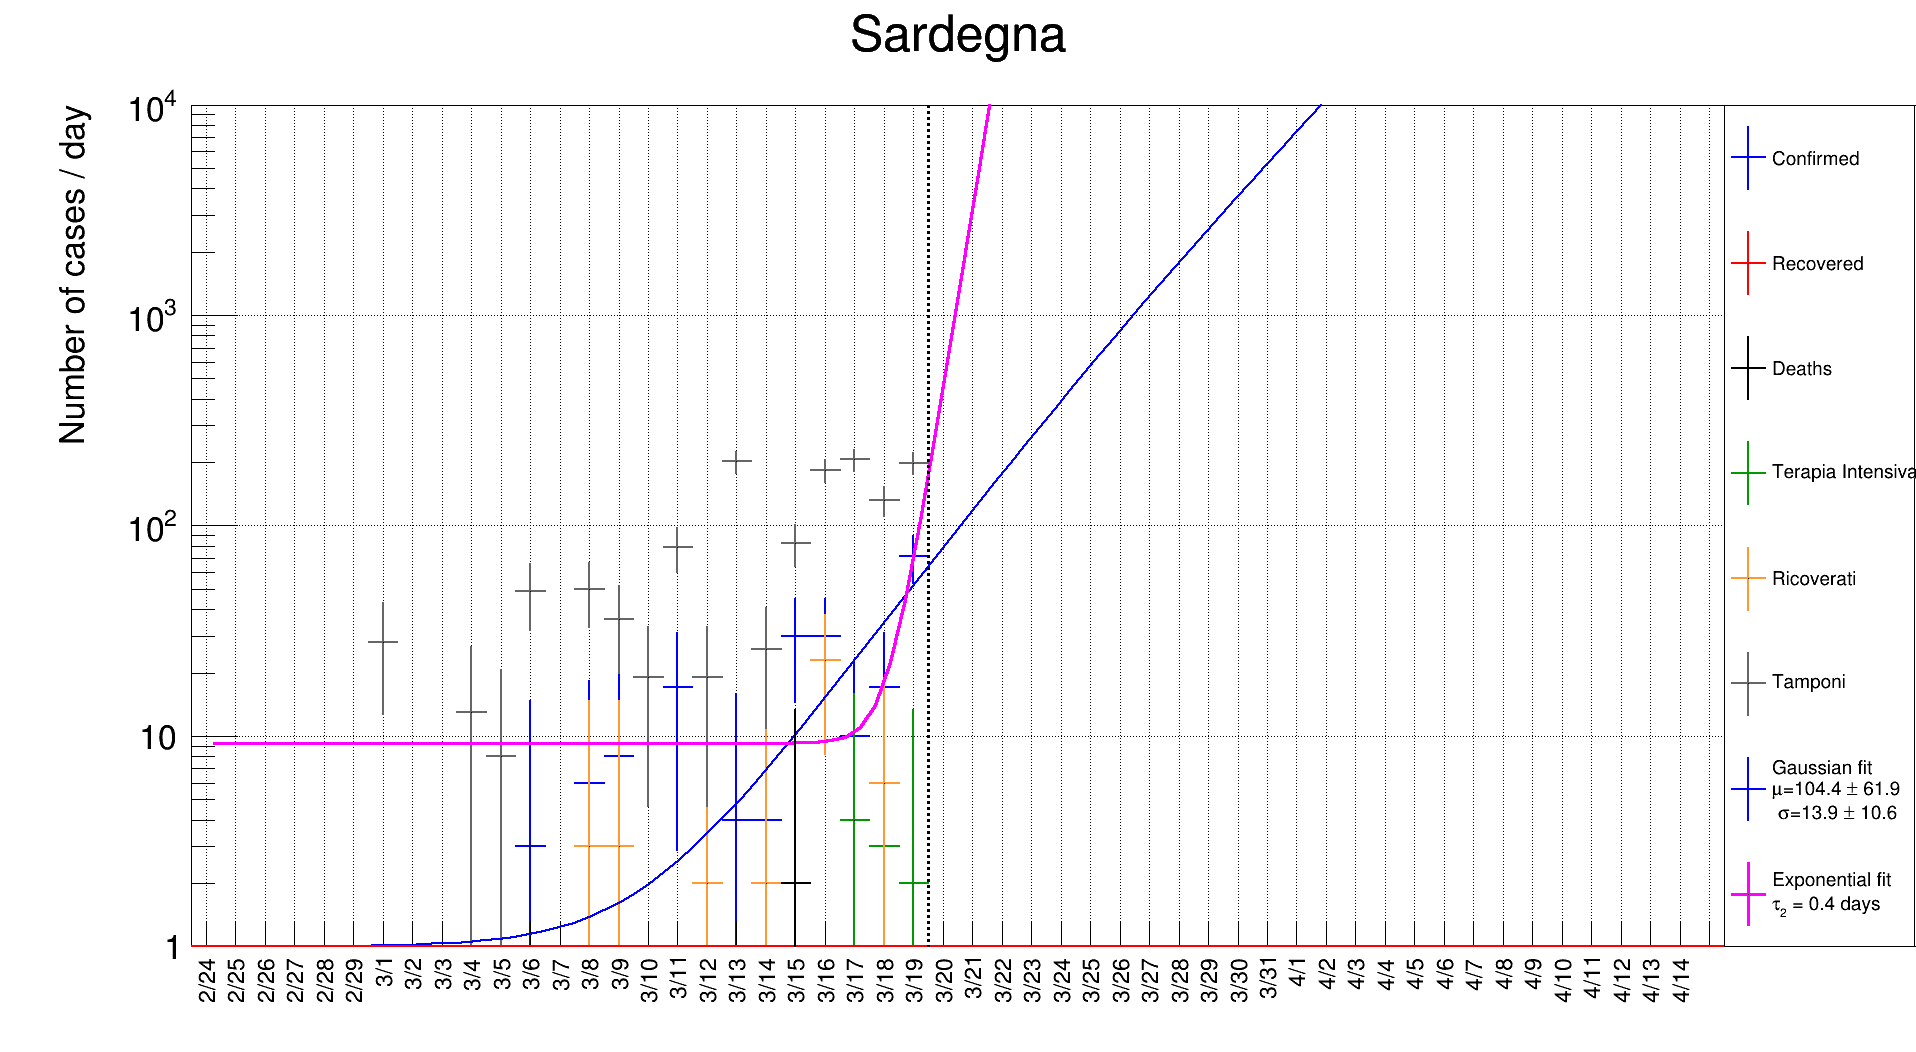 Sardegna
Number of cases / day
10⁴
10³
10²
10
1
2/24 2/25 2/26 2/27 2/28 2/29 3/1 3/2 3/3 3/4 3/5 3/6 3/7 3/8 3/9 3/10 3/11 3/12 3/13 3/14 3/15 3/16 3/17 3/18 3/19 3/20 3/21 3/22 3/23 3/24 3/25 3/26 3/27 3/28 3/29 3/30 3/31 4/1 4/2 4/3 4/4 4/5 4/6 4/7 4/8 4/9 4/10 4/11 4/12 4/13 4/14
Confirmed
Recovered
Deaths
Terapia Intensiva
Ricoverati
Tamponi
Gaussian fit
μ=104.4 ± 61.9
σ=13.9 ± 10.6
Exponential fit
τ₂ = 0.4 days